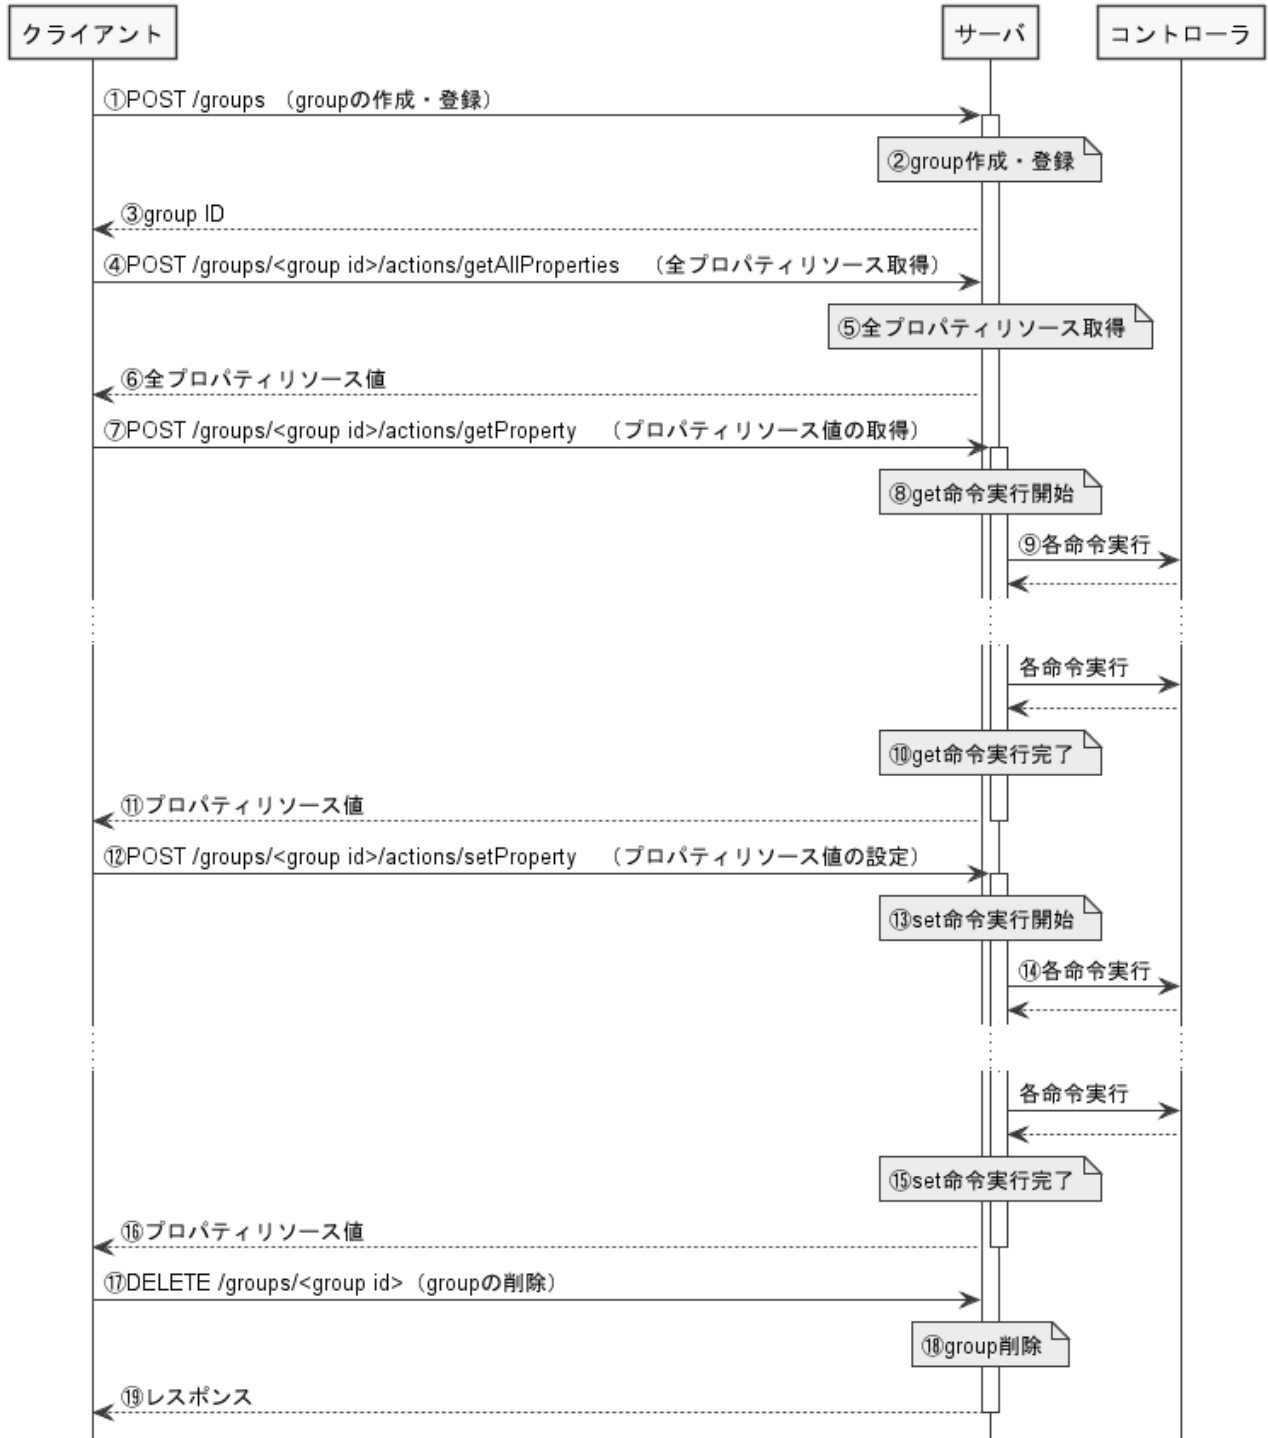 クライアント
サーバ
コントローラ
①POST /groups （groupの作成・登録）
②group作成・登録
③group ID
④POST /groups/<group id>/actions/getAllProperties （全プロパティリソース取得）
⑤全プロパティリソース取得
⑥全プロパティリソース値
⑦POST /groups/<group id>/actions/getProperty （プロパティリソース値の取得）
⑧get命令実行開始
⑨各命令実行
各命令実行
⑩get命令実行完了
⑪プロパティリソース値
⑫POST /groups/<group id>/actions/setProperty （プロパティリソース値の設定）
⑬set命令実行開始
⑭各命令実行
各命令実行
⑮set命令実行完了
⑯プロパティリソース値
⑰DELETE /groups/<group id>（groupの削除）
⑱group削除
⑲レスポンス